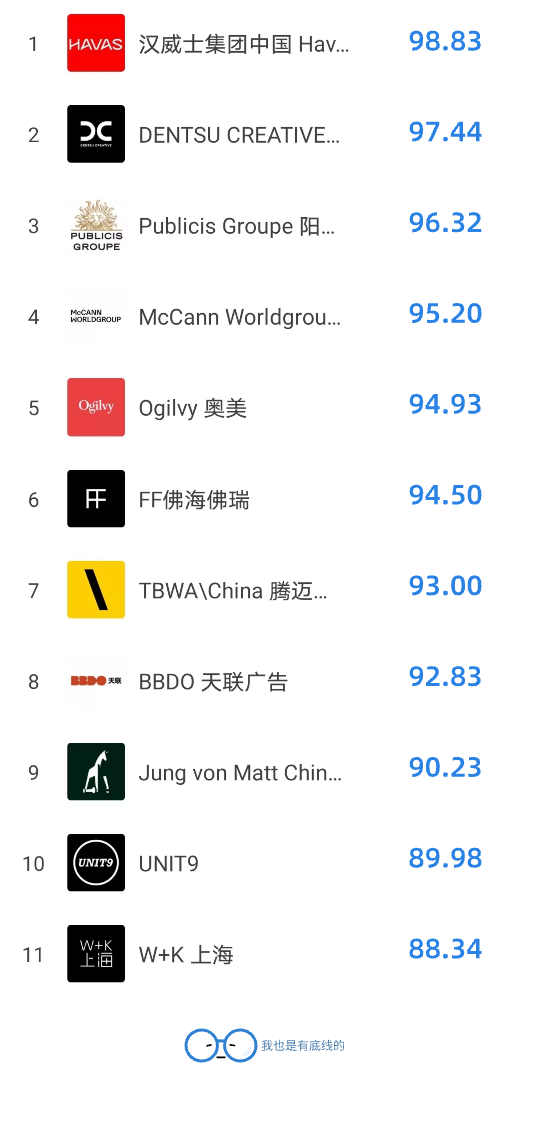 1 HAVAS 汉威士集团中国 Hav... 98.83
2 DC DENTSU CREATIVE DENTSU CREATIVE... 97.44
3 PUBLICIS GROUPE Publicis Groupe 阳... 96.32
4 McCANN WORLDGROUP McCann Worldgrou... 95.20
5 Ogilvy Ogilvy 奥美 94.93
6 FF FF佛海佛瑞 94.50
7 \ TBWA\China 腾迈... 93.00
8 BBDO 天联 BBDO 天联广告 92.83
9 Jung von Matt Chin... 90.23
10 UNIT9 UNIT9 89.98
11 W+K 上海 W+K 上海 88.34
我也是有底线的